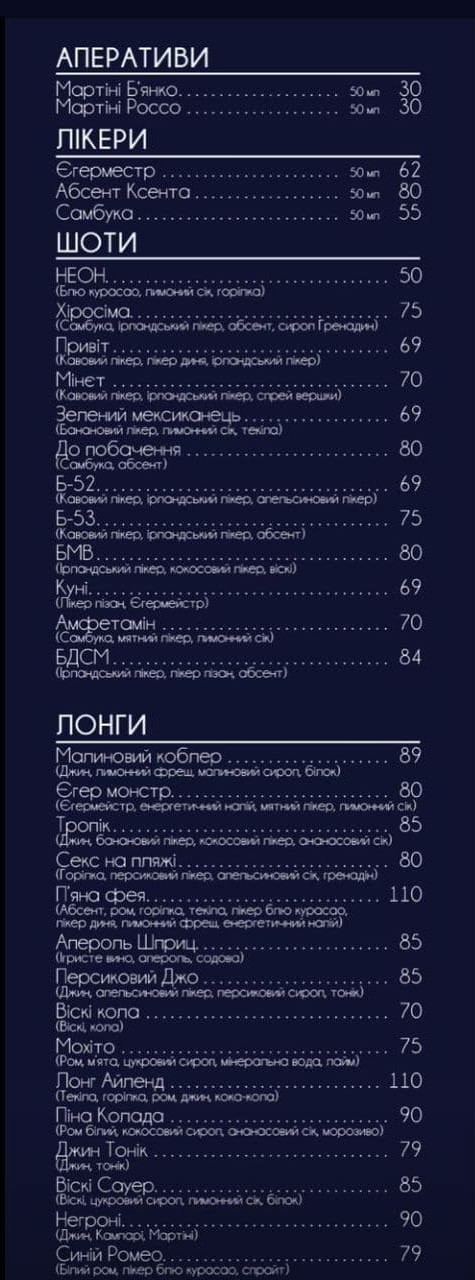 АПЕРАТИВИ
Мартіні Б'янко. . . . . . . . . . . . . . . . . . . . 50 мл 30
Мартіні Россо . . . . . . . . . . . . . . . . . . . . 50 мл 30
ЛІКЕРИ
Єгерместр . . . . . . . . . . . . . . . . . . . . . . 50 мл 62
Абсент Ксента . . . . . . . . . . . . . . . . . . . 50 мл 80
Самбука . . . . . . . . . . . . . . . . . . . . . . . . 50 мл 55
ШОТИ
НЕОН. . . . . . . . . . . . . . . . . . . . . . . . . . . . . 50
(Блю курасао, лимоний сік, горілка)
Хіросіма. . . . . . . . . . . . . . . . . . . . . . . . . . . 75
(Самбука, ірландський лікер, абсент, сироп Гренадин)
Привіт . . . . . . . . . . . . . . . . . . . . . . . . . . . . 69
(Кавовий лікер, лікер диня, ірландський лікер)
Мінєт . . . . . . . . . . . . . . . . . . . . . . . . . . . . 70
(Кавовий лікер, ірландський лікер, спрей вершки)
Зелений мексиканець . . . . . . . . . . . . . . . 69
(Банановий лікер, лимонний сік, текіла)
До побачення . . . . . . . . . . . . . . . . . . . . . 80
(Самбука, абсент)
Б-52. . . . . . . . . . . . . . . . . . . . . . . . . . . . . . 69
(Кавовий лікер, ірландський лікер, апельсиновий лікер)
Б-53. . . . . . . . . . . . . . . . . . . . . . . . . . . . . . 75
(Кавовий лікер, ірландський лікер, абсент)
БМВ . . . . . . . . . . . . . . . . . . . . . . . . . . . . . . 80
(Ірландський лікер, кокосовий лікер, віскі)
Куні. . . . . . . . . . . . . . . . . . . . . . . . . . . . . . 69
(Лікер пізан, Єгермейстр)
Амфетамін . . . . . . . . . . . . . . . . . . . . . . . 70
(Самбука, мятний лікер, лимонний сік)
БДСМ . . . . . . . . . . . . . . . . . . . . . . . . . . . . 84
(Ірландський лікер, лікер пізан, абсент)
ЛОНГИ
Малиновий коблер . . . . . . . . . . . . . . . . . 89
(Джин, лимонний фреш, малиновий сироп, білок)
Єгер монстр. . . . . . . . . . . . . . . . . . . . . . . 80
(Єгермейстр, енергетичний напій, мятний лікер, лимонний сік)
Тропік . . . . . . . . . . . . . . . . . . . . . . . . . . . . 85
(Джин, банановий лікер, кокосовий лікер, ананасовий сік)
Секс на пляжі . . . . . . . . . . . . . . . . . . . . . . 80
(Горілка, персиковий лікер, апельсиновий сік, гренадін)
П'яна фея. . . . . . . . . . . . . . . . . . . . . . . . . 110
(Абсент, ром, горілка, текіла, лікер блю курасао,
лікер диня, лимонний фреш, енергетичний напій)
Апероль Шприц. . . . . . . . . . . . . . . . . . . . 85
(Ігристе вино, апероль, содова)
Персиковий Джо . . . . . . . . . . . . . . . . . . . 85
(Джин, апельсиновий лікер, персиковий сироп, тонік)
Віскі кола . . . . . . . . . . . . . . . . . . . . . . . . . 70
(Віскі, кола)
Мохіто . . . . . . . . . . . . . . . . . . . . . . . . . . . 75
(Ром, м'ята, цукровий сироп, мінеральна вода, лайм)
Лонг Айленд . . . . . . . . . . . . . . . . . . . . . . . 110
(Текіла, горілка, ром, джин, кока-кола)
Піна Колада . . . . . . . . . . . . . . . . . . . . . . . 90
(Ром білий, кокосовий сироп, ананасовий сік, морозиво)
Джин Тонік . . . . . . . . . . . . . . . . . . . . . . . . 79
(Джин, тонік)
Віскі Сауер. . . . . . . . . . . . . . . . . . . . . . . . 85
(Віскі, цукровий сироп, лимонний сік, білок)
Негроні. . . . . . . . . . . . . . . . . . . . . . . . . . . 90
(Джин, Кампарі, Мартіні)
Синій Ромео. . . . . . . . . . . . . . . . . . . . . . . 79
(Білий ром, лікер блю курасао, спрайт)